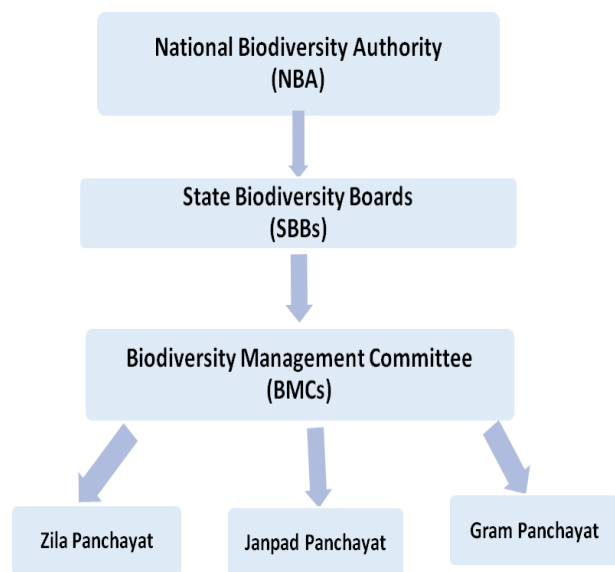 National Biodiversity Authority
(NBA)
State Biodiversity Boards
(SBBs)
Biodiversity Management Committee
(BMCs)
Zila Panchayat
Janpad Panchayat
Gram Panchayat